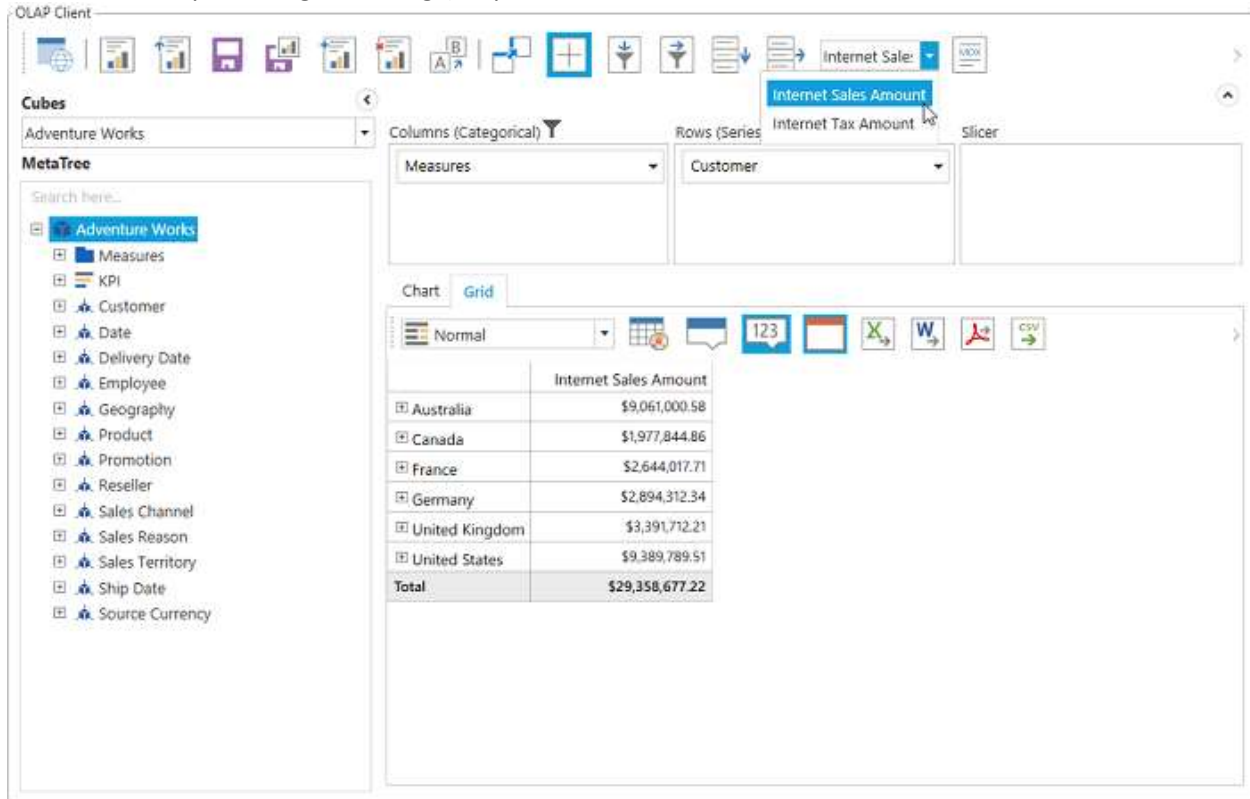 OLAP Client
A B
Internet Sale:
MDX
Internet Sales Amount
Internet Tax Amount
Cubes
Adventure Works
MetaTree
Search here...
Adventure Works
Measures
KPI
Customer
Date
Delivery Date
Employee
Geography
Product
Promotion
Reseller
Sales Channel
Sales Reason
Sales Territory
Ship Date
Source Currency
Columns (Categorical)
Measures
Rows (Series
Customer
Slicer
Chart Grid
Normal
123
X W CSV
Internet Sales Amount
Australia $9,061,000.58
Canada $1,977,844.86
France $2,644,017.71
Germany $2,894,312.34
United Kingdom $3,391,712.21
United States $9,389,789.51
Total $29,358,677.22